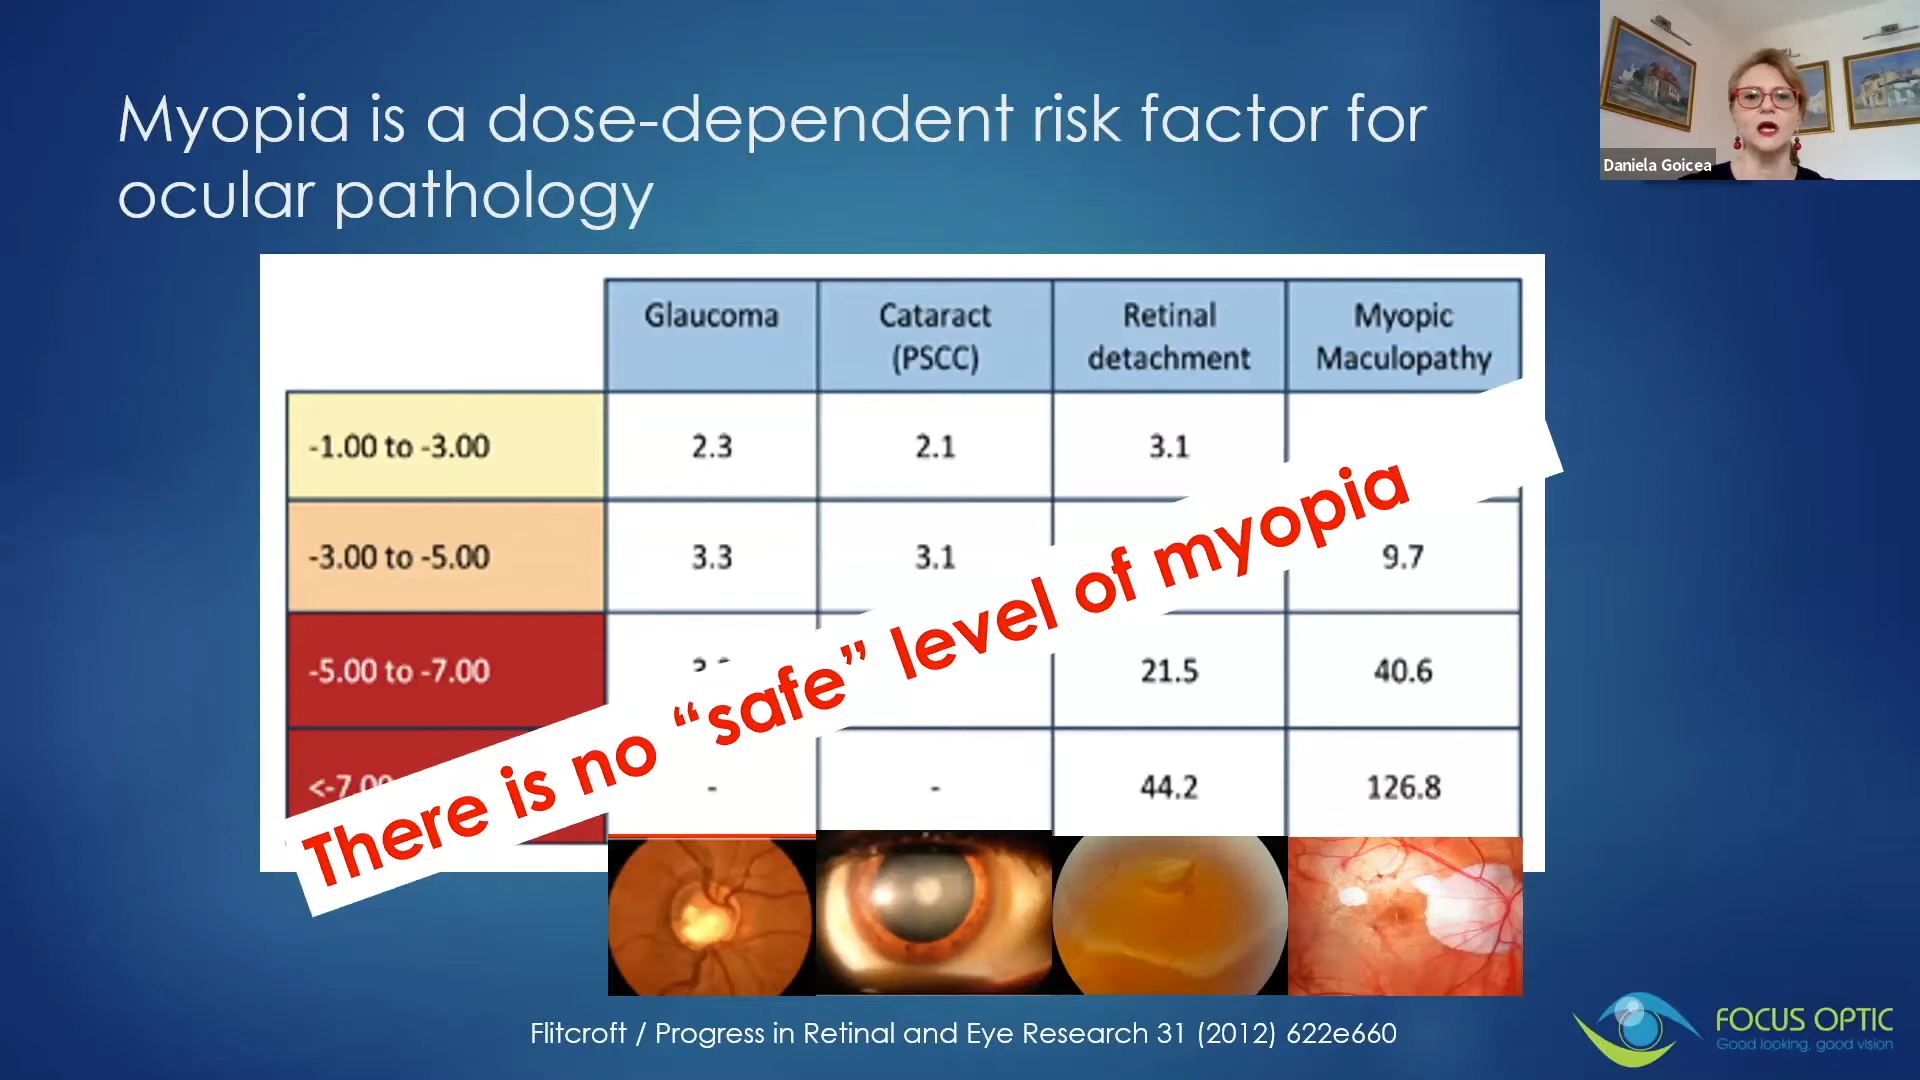 Myopia is a dose-dependent risk factor for
ocular pathology
Daniela Goicea
Glaucoma
Cataract
(PSCC)
Retinal
detachment
Myopic
Maculopathy
-1.00 to -3.00
2.3
2.1
3.1
-3.00 to -5.00
3.3
3.1
9.7
-5.00 to -7.00
21.5
40.6
<-7.00
-
-
44.2
126.8
There is no “safe” level of myopia
Flitcroft / Progress in Retinal and Eye Research 31 (2012) 622e660
FOCUS OPTIC
Good looking, good vision